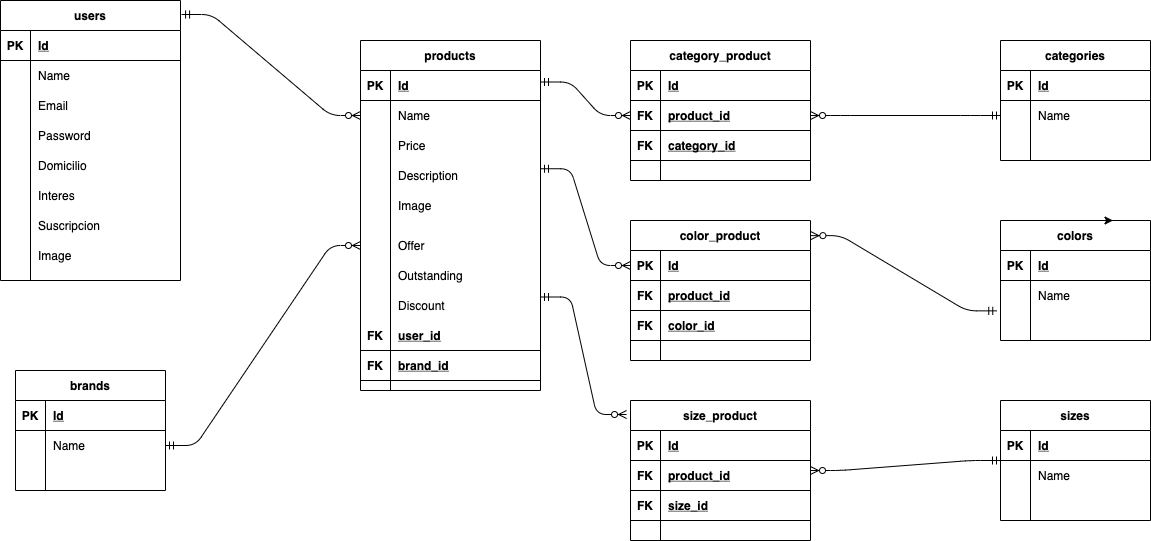 users
PK Id
Name
Email
Password
Domicilio
Interes
Suscripcion
Image
brands
PK Id
Name
products
PK Id
Name
Price
Description
Image
Offer
Outstanding
Discount
FK user_id
FK brand_id
category_product
PK Id
FK product_id
FK category_id
color_product
PK Id
FK product_id
FK color_id
size_product
PK Id
FK product_id
FK size_id
categories
PK Id
Name
colors
PK Id
Name
sizes
PK Id
Name